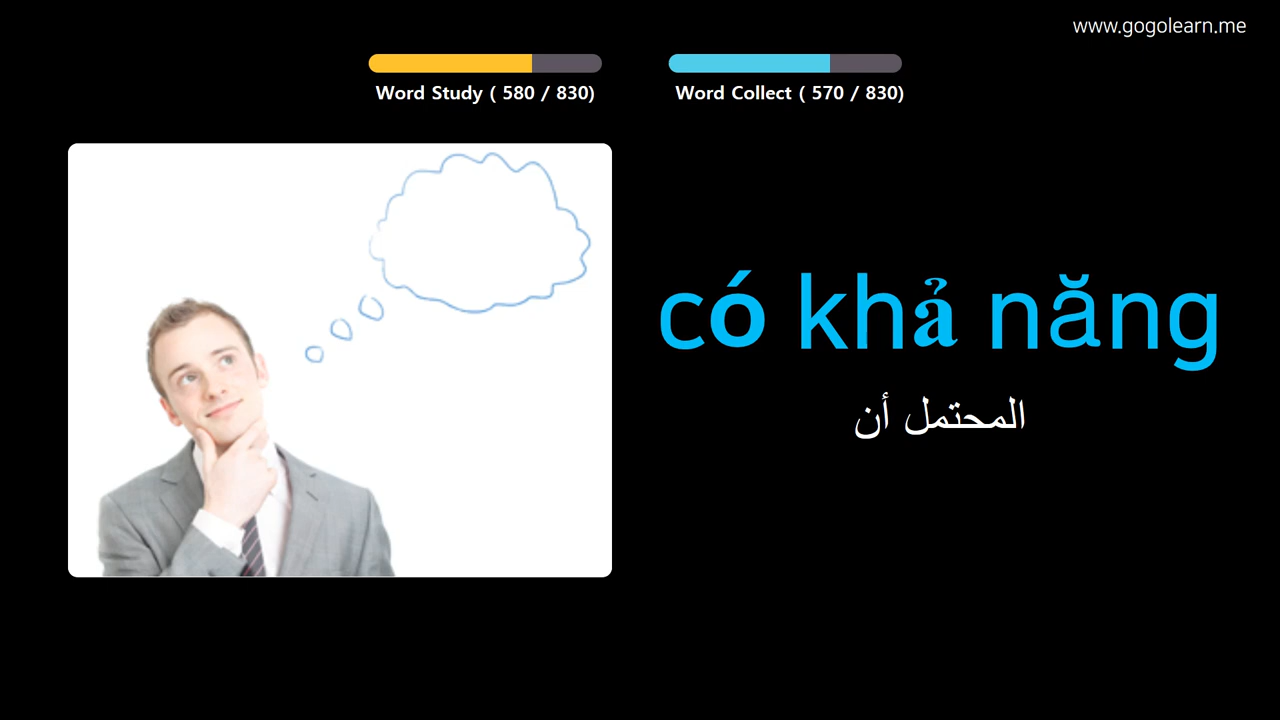 www.gogolearn.me
Word Study ( 580 / 830)
Word Collect ( 570 / 830)
có khả năng
المحتمل أن